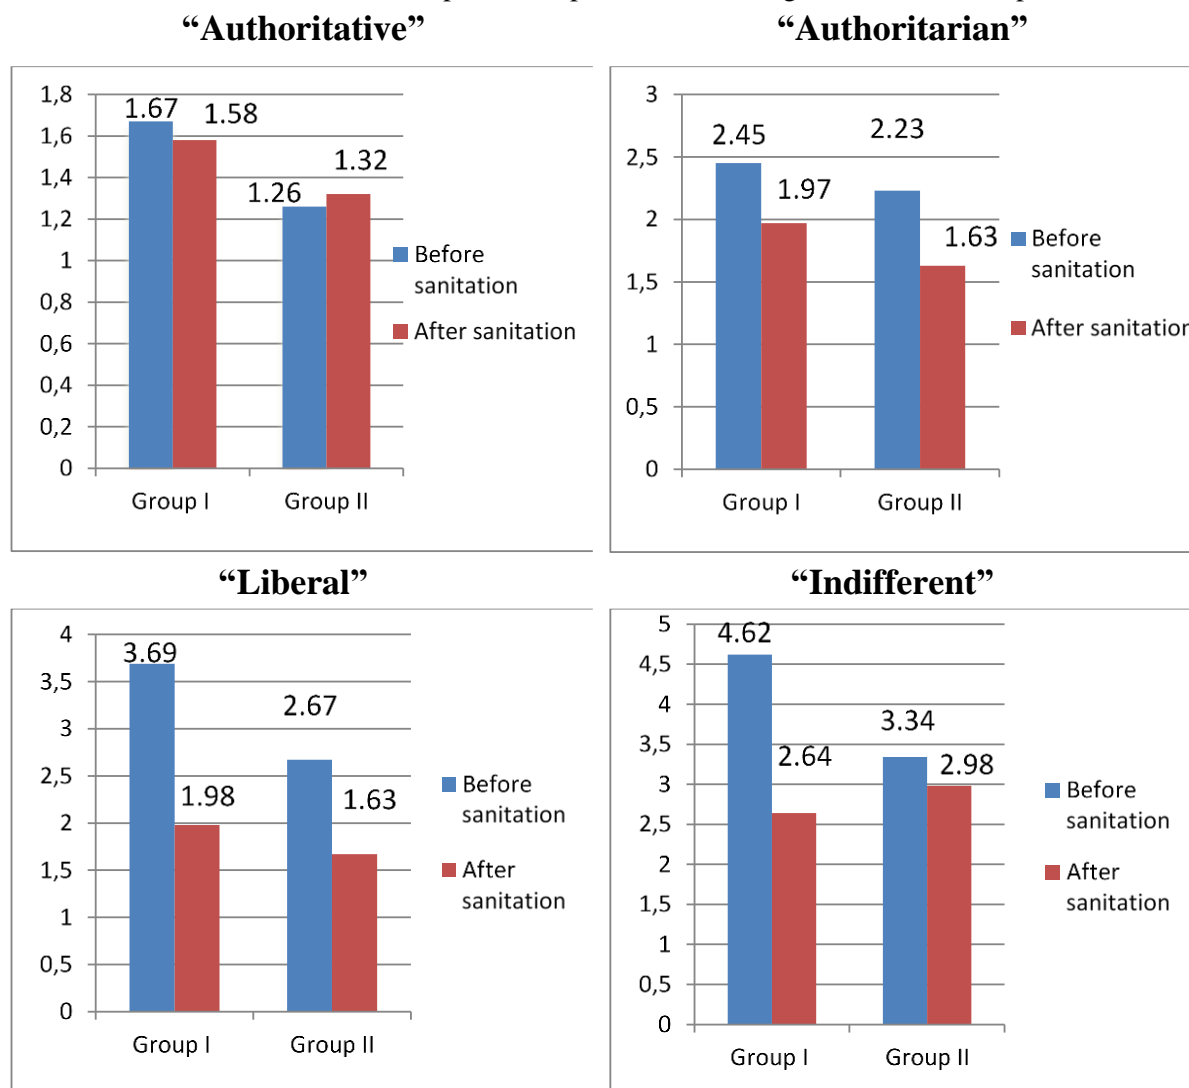 “Authoritative”
1,8
1,6
1,4
1,2
1
0,8
0,6
0,4
0,2
0
1.67
1.58
1.26
1.32
Group I
Group II
Before
sanitation
After sanitation
“Authoritarian”
3
2,5
2
1,5
1
0,5
0
2.45
1.97
2.23
1.63
Group I
Group II
Before
sanitation
After sanitation
“Liberal”
4
3,5
3
2,5
2
1,5
1
0,5
0
3.69
1.98
2.67
1.63
Group I
Group II
Before
sanitation
After
sanitation
“Indifferent”
5
4,5
4
3,5
3
2,5
2
1,5
1
0,5
0
4.62
2.64
3.34
2.98
Group I
Group II
Before
sanitation
After
sanitation